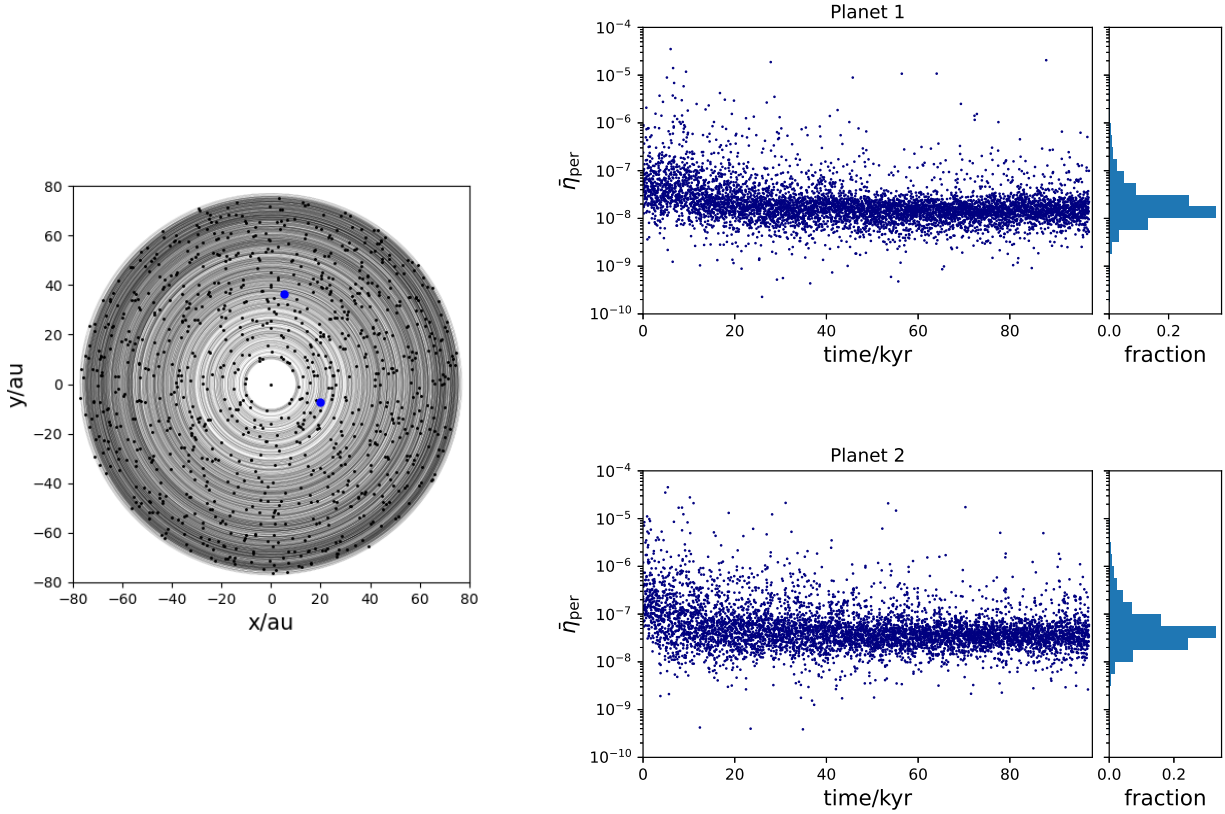 80
60
40
20
0
−20
−40
−60
−80
y/au
−80 −60 −40 −20 0 20 40 60 80
x/au
Planet 1
10⁻⁴
10⁻⁵
10⁻⁶
10⁻⁷
10⁻⁸
10⁻⁹
10⁻¹⁰
η̄per
0 20 40 60 80
time/kyr
0.0 0.2
fraction
Planet 2
10⁻⁴
10⁻⁵
10⁻⁶
10⁻⁷
10⁻⁸
10⁻⁹
10⁻¹⁰
η̄per
0 20 40 60 80
time/kyr
0.0 0.2
fraction